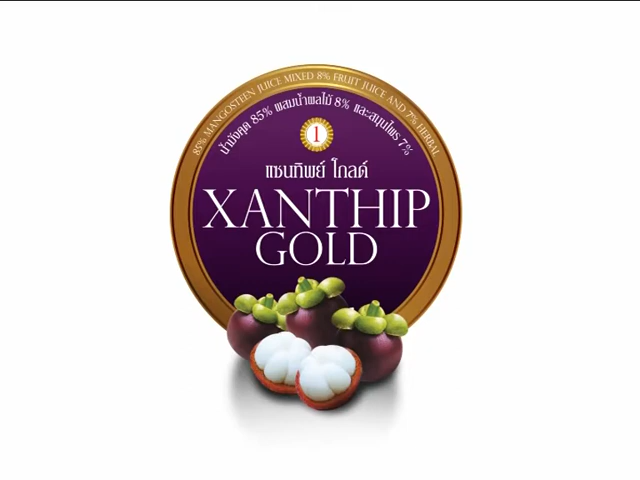 85% MANGOSTEEN JUICE MIXED 8% FRUIT JUICE AND 7% HERBAL
น้ำมังคุด 85% ผสมน้ำผลไม้ 8% และสมุนไพร 7%
1
แซนทิพย์ โกลด์
XANTHIP
GOLD